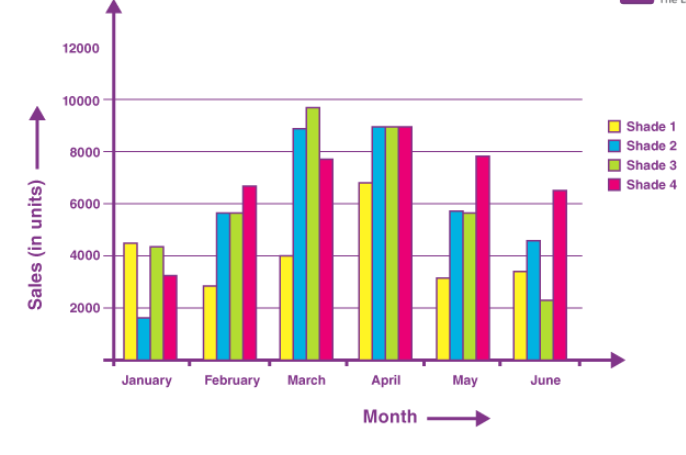 The
12000
10000
8000
6000
4000
2000
Sales (in units)
Shade 1
Shade 2
Shade 3
Shade 4
January February March April May June
Month